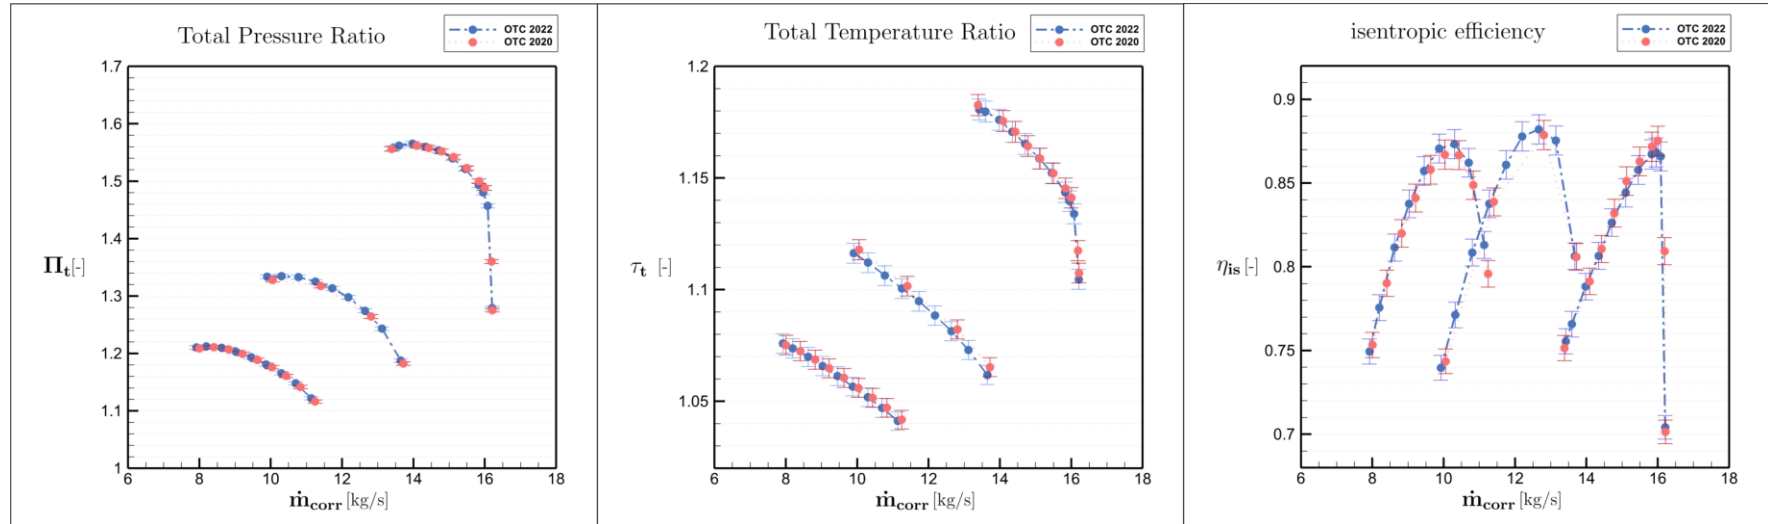 Total Pressure Ratio
OTC 2022
OTC 2020
1.7
1.6
1.5
1.4
1.3
1.2
1.1
1
Πt[-]
6 8 10 12 14 16 18
ṁcorr [kg/s]
Total Temperature Ratio
OTC 2022
OTC 2020
1.2
1.15
1.1
1.05
τt [-]
6 8 10 12 14 16 18
ṁcorr [kg/s]
isentropic efficiency
OTC 2022
OTC 2020
0.9
0.85
0.8
0.75
0.7
ηis [-]
6 8 10 12 14 16 18
ṁcorr [kg/s]